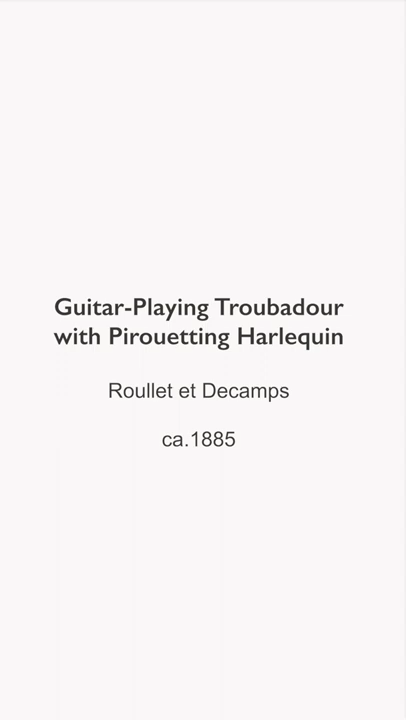 Guitar-Playing Troubadour
with Pirouetting Harlequin
Roullet et Decamps
ca.1885